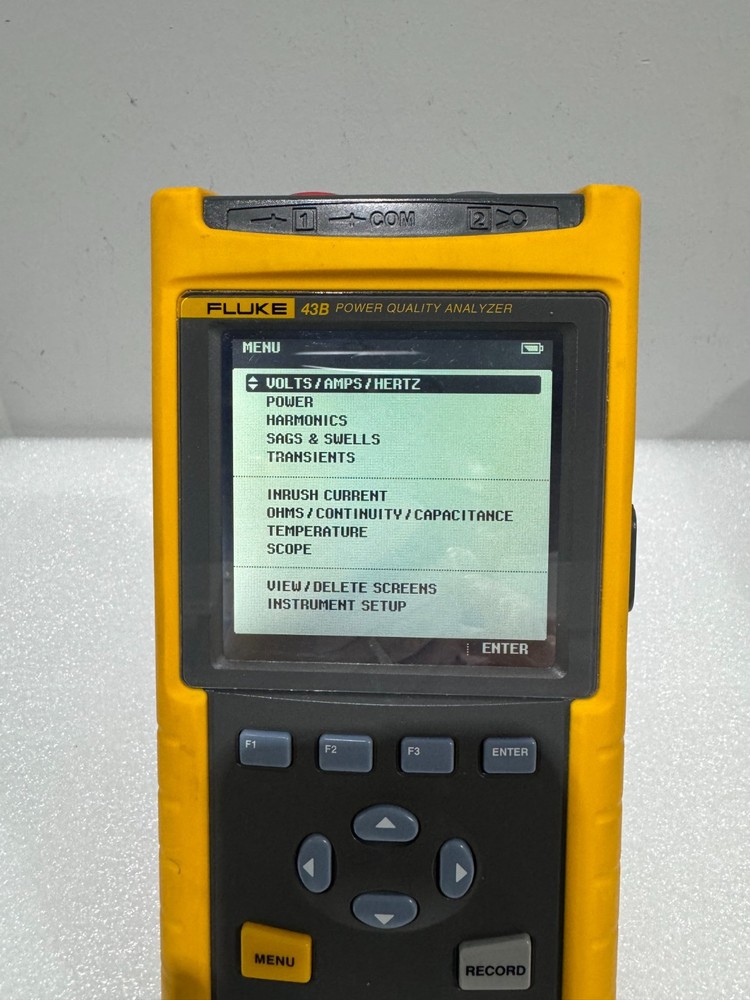 1 COM 2
FLUKE 43B POWER QUALITY ANALYZER
MENU
VOLTS/AMPS/HERTZ
POWER
HARMONICS
SAGS & SWELLS
TRANSIENTS
INRUSH CURRENT
OHMS/CONTINUITY/CAPACITANCE
TEMPERATURE
SCOPE
VIEW/DELETE SCREENS
INSTRUMENT SETUP
ENTER
F1 F2 F3 ENTER
MENU RECORD